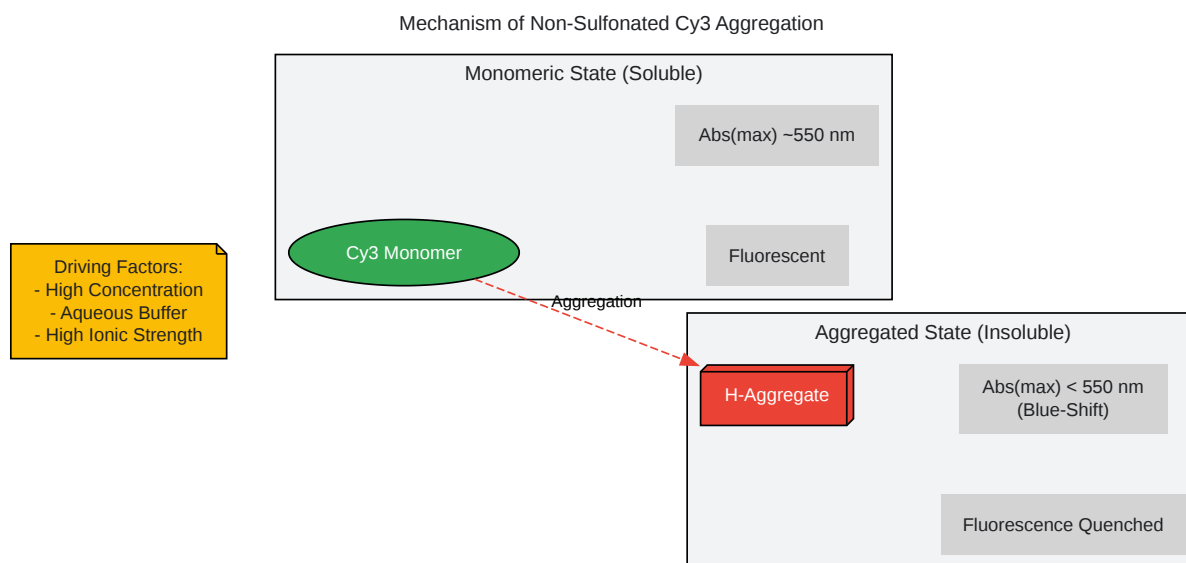 Mechanism of Non-Sulfonated Cy3 Aggregation
Monomeric State (Soluble)
Abs(max) ~550 nm
Cy3 Monomer
Fluorescent
Driving Factors:
- High Concentration
- Aqueous Buffer
- High Ionic Strength
Aggregation
Aggregated State (Insoluble)
H-Aggregate
Abs(max) < 550 nm
(Blue-Shift)
Fluorescence Quenched